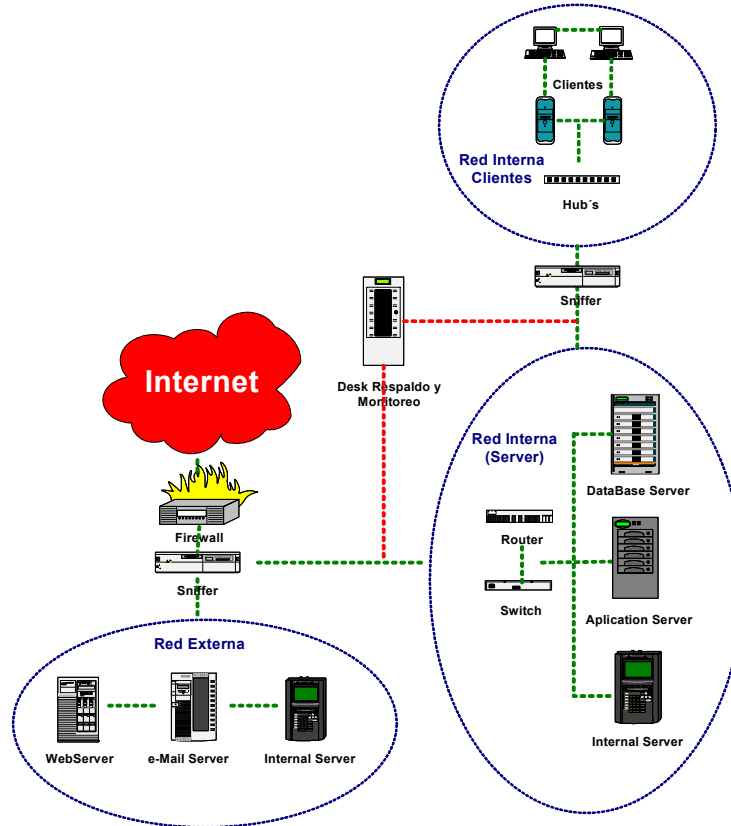 Clientes
Red Interna
Clientes
Hub´s
Sniffer
Internet
Desk Respaldo y
Monitoreo
Red Interna
(Server)
DataBase Server
Firewall
Router
Sniffer
Switch
Aplication Server
Red Externa
WebServer
e-Mail Server
Internal Server
Internal Server